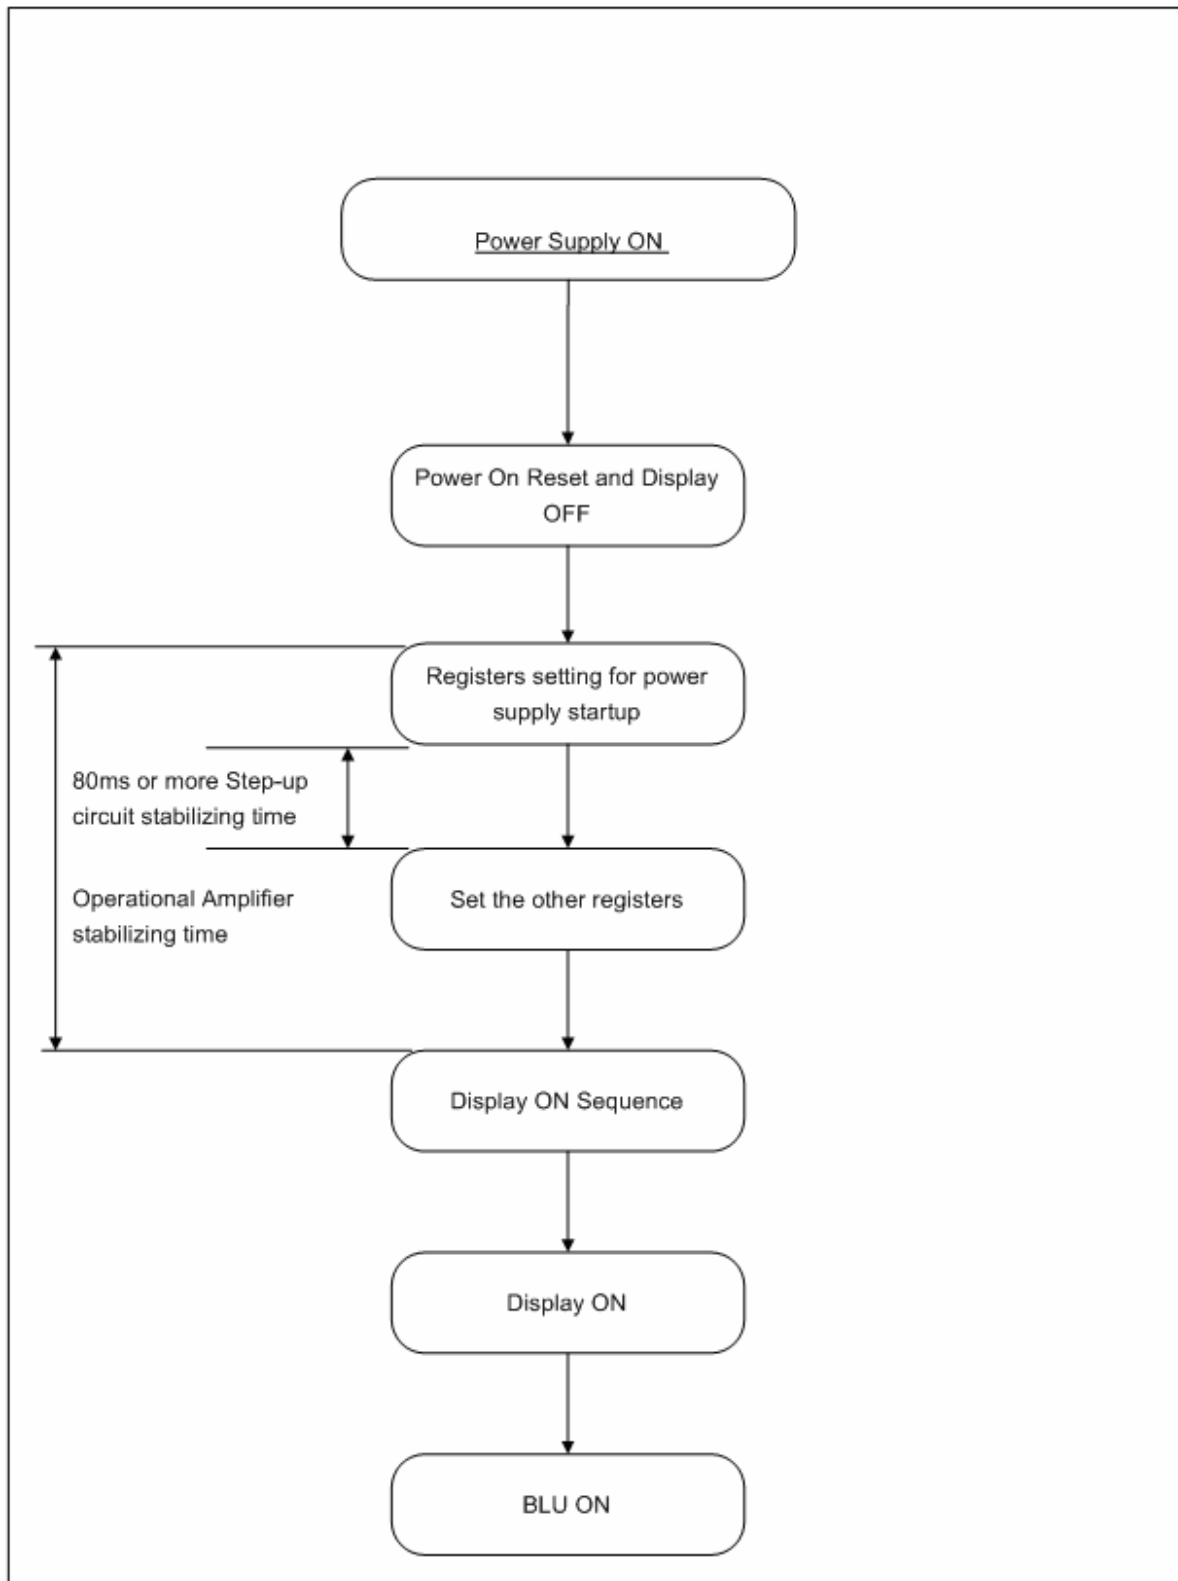 Power Supply ON
Power On Reset and Display
OFF
Registers setting for power
supply startup
80ms or more Step-up
circuit stabilizing time
Operational Amplifier
stabilizing time
Set the other registers
Display ON Sequence
Display ON
BLU ON